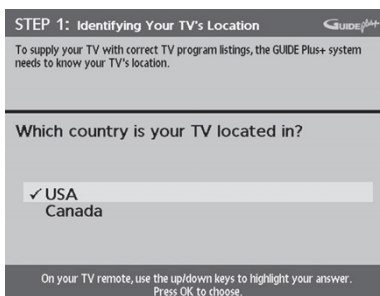 STEP 1: Identifying Your TV's Location
GUIDE plus+
To supply your TV with correct TV program listings, the GUIDE Plus+ system
needs to know your TV's location.
Which country is your TV located in?
✓ USA
Canada
On your TV remote, use the up/down keys to highlight your answer.
Press OK to choose.